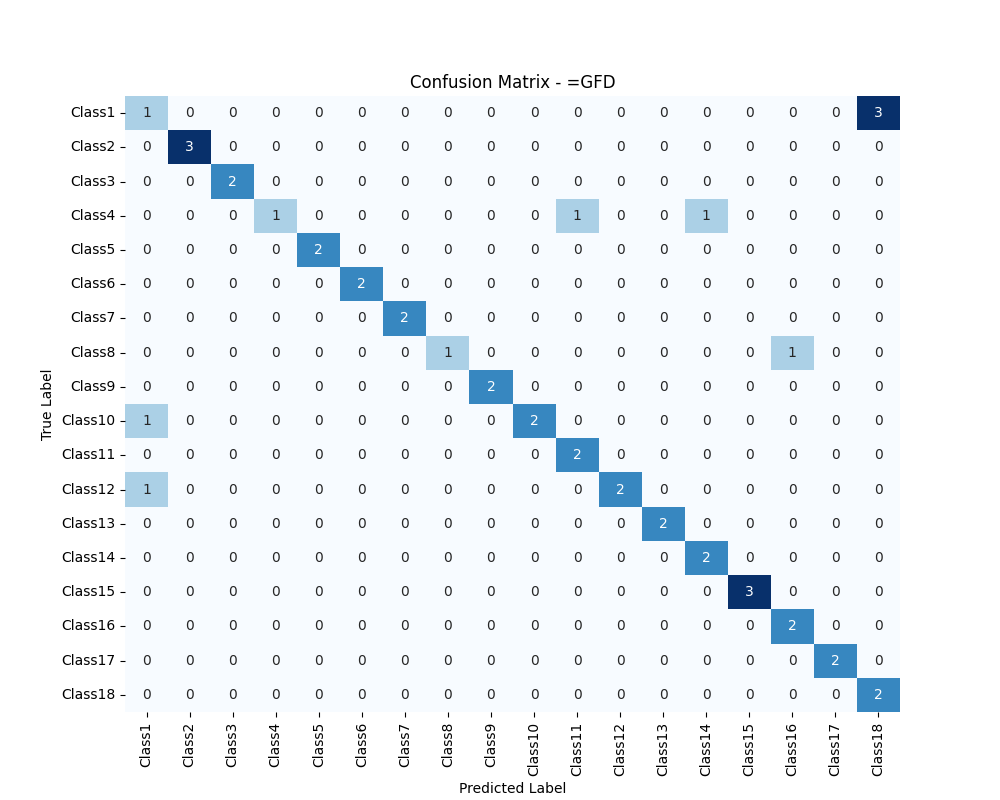 Confusion Matrix - =GFD
True Label
Class1 1 0 0 0 0 0 0 0 0 0 0 0 0 0 0 0 0 3
Class2 0 3 0 0 0 0 0 0 0 0 0 0 0 0 0 0 0 0
Class3 0 0 2 0 0 0 0 0 0 0 0 0 0 0 0 0 0 0
Class4 0 0 0 1 0 0 0 0 0 0 1 0 0 1 0 0 0 0
Class5 0 0 0 0 2 0 0 0 0 0 0 0 0 0 0 0 0 0
Class6 0 0 0 0 0 2 0 0 0 0 0 0 0 0 0 0 0 0
Class7 0 0 0 0 0 0 2 0 0 0 0 0 0 0 0 0 0 0
Class8 0 0 0 0 0 0 0 1 0 0 0 0 0 0 0 1 0 0
Class9 0 0 0 0 0 0 0 0 2 0 0 0 0 0 0 0 0 0
Class10 1 0 0 0 0 0 0 0 0 2 0 0 0 0 0 0 0 0
Class11 0 0 0 0 0 0 0 0 0 0 2 0 0 0 0 0 0 0
Class12 1 0 0 0 0 0 0 0 0 0 0 2 0 0 0 0 0 0
Class13 0 0 0 0 0 0 0 0 0 0 0 0 2 0 0 0 0 0
Class14 0 0 0 0 0 0 0 0 0 0 0 0 0 2 0 0 0 0
Class15 0 0 0 0 0 0 0 0 0 0 0 0 0 0 3 0 0 0
Class16 0 0 0 0 0 0 0 0 0 0 0 0 0 0 0 2 0 0
Class17 0 0 0 0 0 0 0 0 0 0 0 0 0 0 0 0 2 0
Class18 0 0 0 0 0 0 0 0 0 0 0 0 0 0 0 0 0 2
Class1 Class2 Class3 Class4 Class5 Class6 Class7 Class8 Class9 Class10 Class11 Class12 Class13 Class14 Class15 Class16 Class17 Class18
Predicted Label